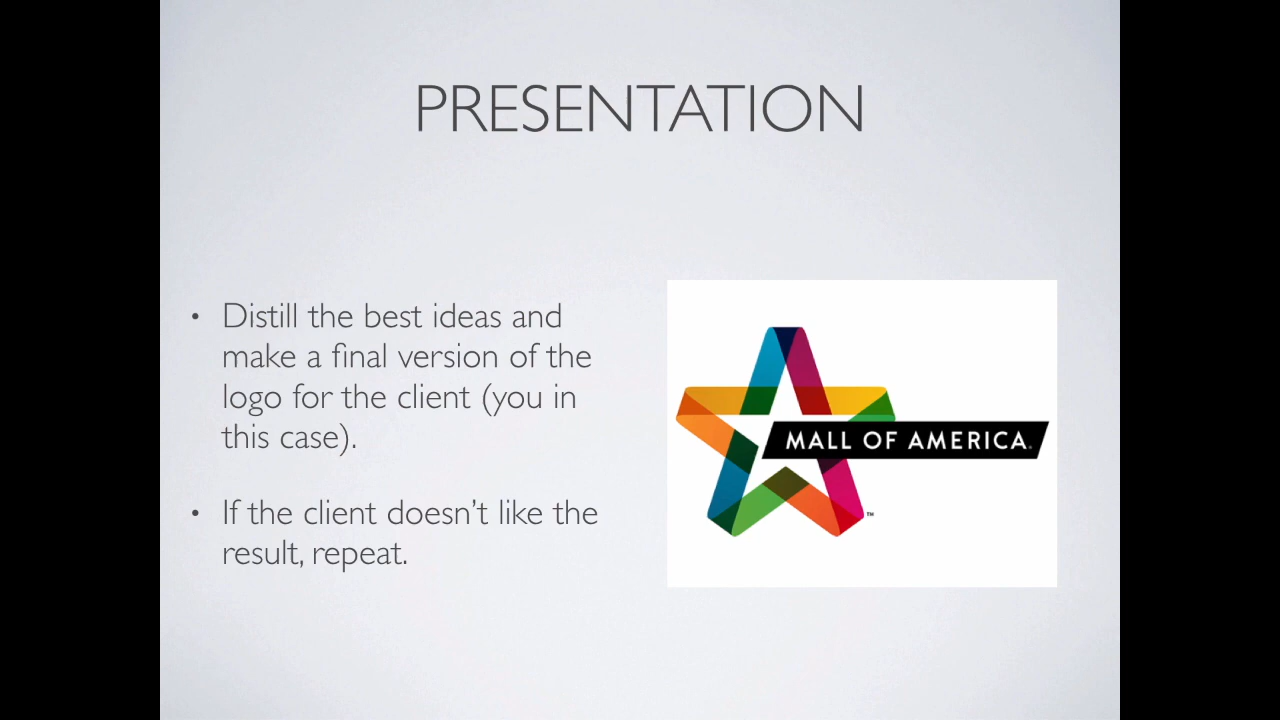 PRESENTATION
• Distill the best ideas and
make a final version of the
logo for the client (you in
this case).
• If the client doesn’t like the
result, repeat.
MALL OF AMERICA®
™